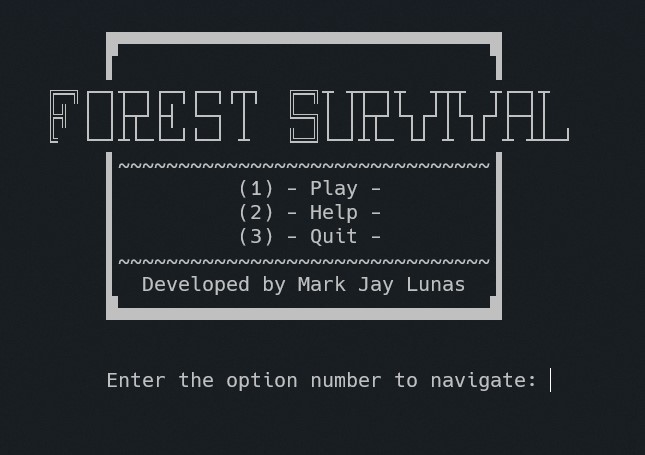 FOREST SURVIVAL
~~~~~~~~~~~~~~~~~~~~~~~~~~~~~~~
(1) - Play -
(2) - Help -
(3) - Quit -
~~~~~~~~~~~~~~~~~~~~~~~~~~~~~~~
Developed by Mark Jay Lunas
Enter the option number to navigate: